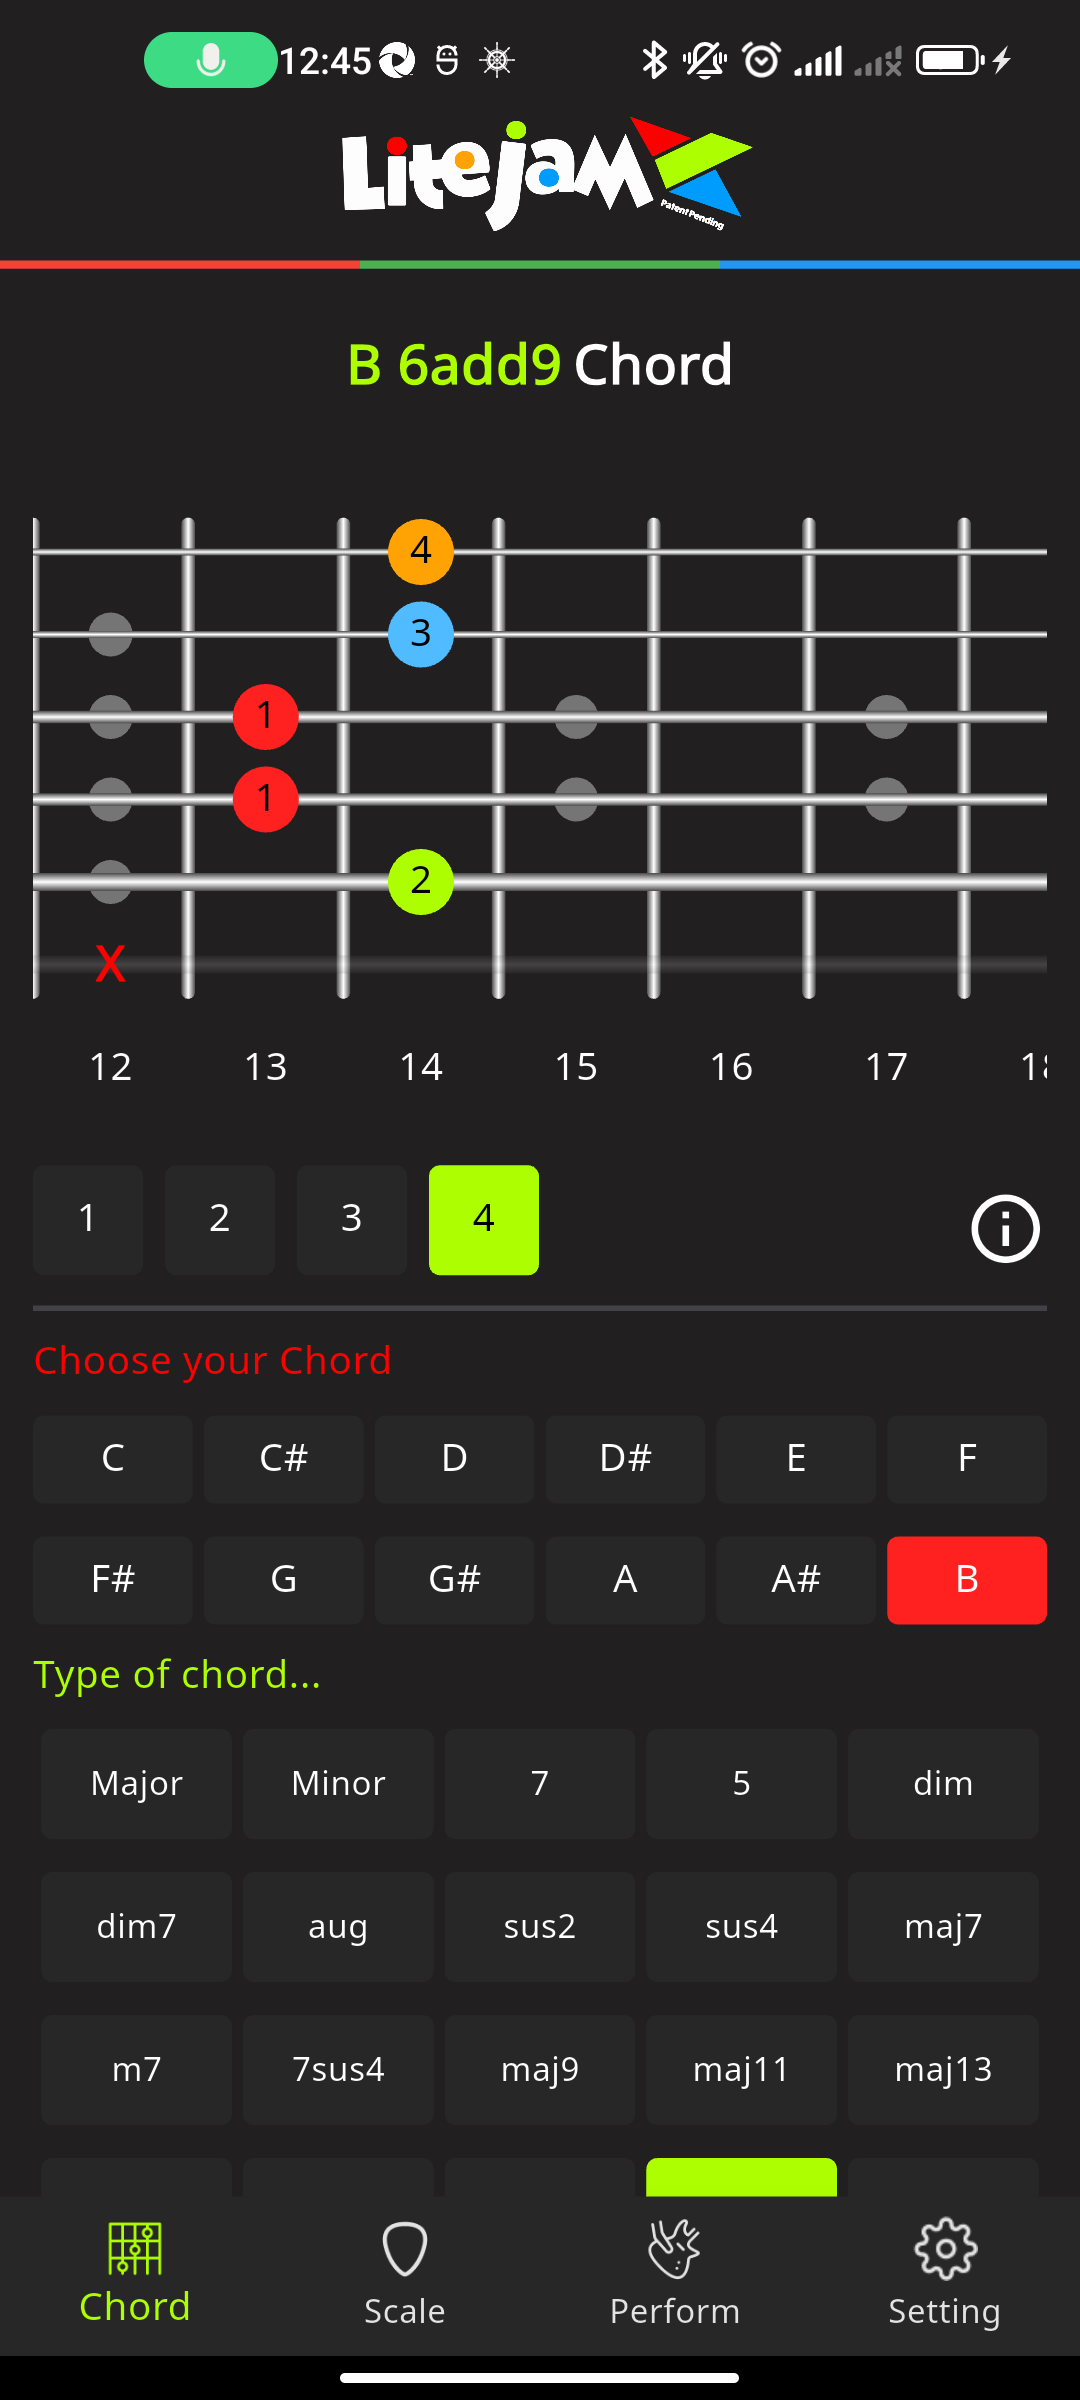 12:45
Litejam
Patent Pending
B 6add9 Chord
4
3
1
1
2
X
12 13 14 15 16 17
1 2 3 4
Choose your Chord
C C# D D# E F
F# G G# A A# B
Type of chord...
Major Minor 7 5 dim
dim7 aug sus2 sus4 maj7
m7 7sus4 maj9 maj11 maj13
Chord Scale Perform Setting